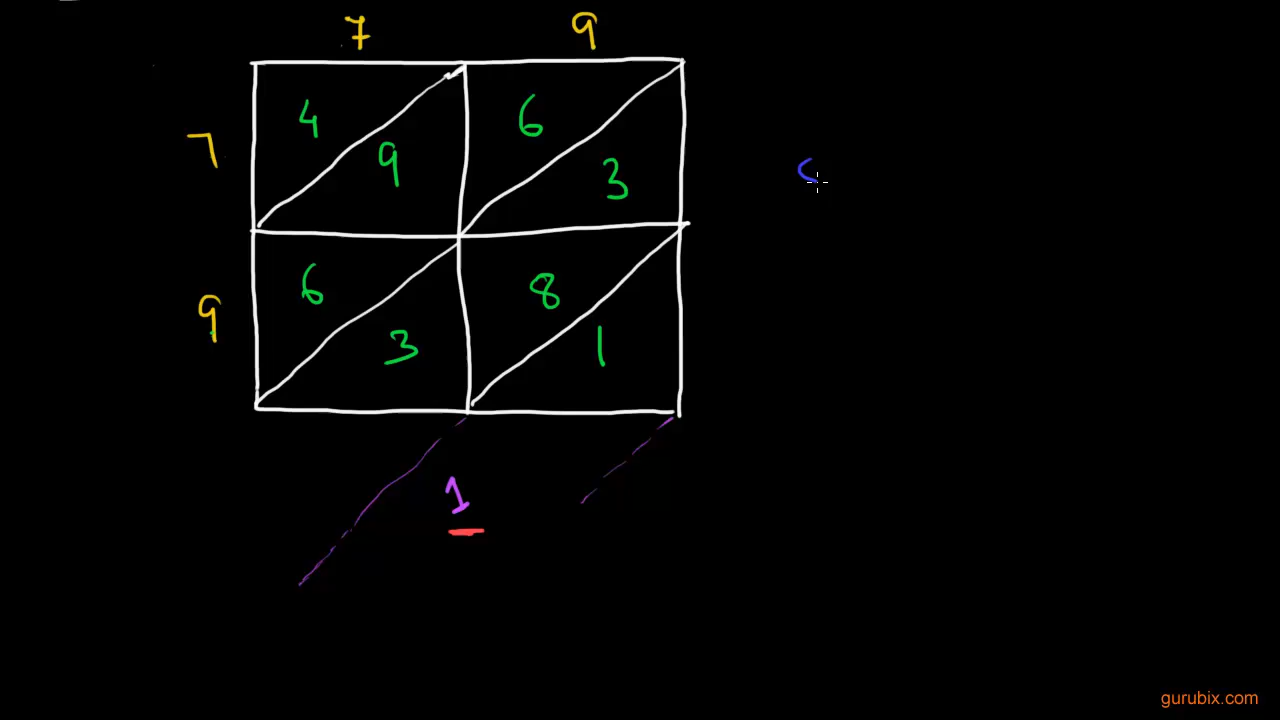 7 9
7 4 9 6 3
9 6 3 8 1
1
gurubix.com